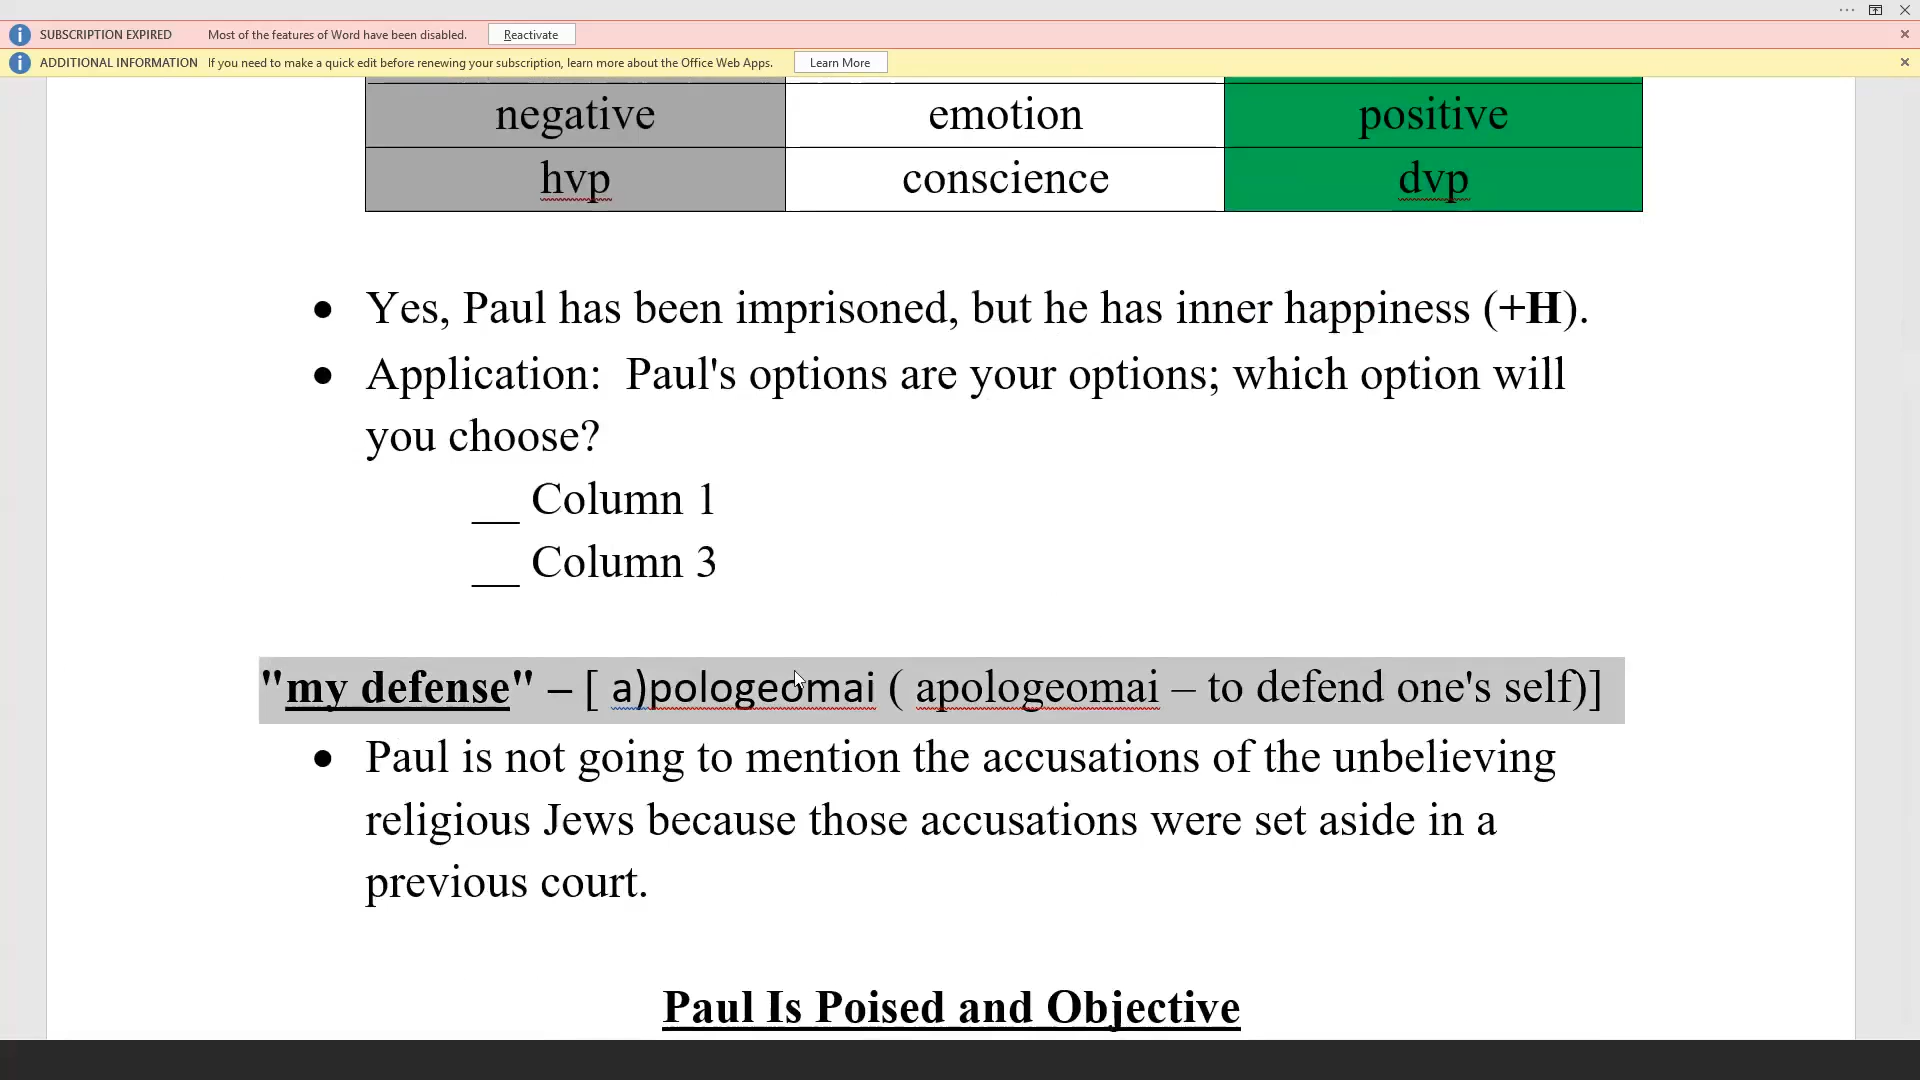 SUBSCRIPTION EXPIRED Most of the features of Word have been disabled. Reactivate
ADDITIONAL INFORMATION If you need to make a quick edit before renewing your subscription, learn more about the Office Web Apps. Learn More
negative emotion positive
hvp conscience dvp
• Yes, Paul has been imprisoned, but he has inner happiness (+H).
• Application:  Paul's options are your options; which option will
you choose?
__ Column 1
__ Column 3
"my defense" – [ a)pologeomai ( apologeomai – to defend one's self)]
• Paul is not going to mention the accusations of the unbelieving
religious Jews because those accusations were set aside in a
previous court.
Paul Is Poised and Objective